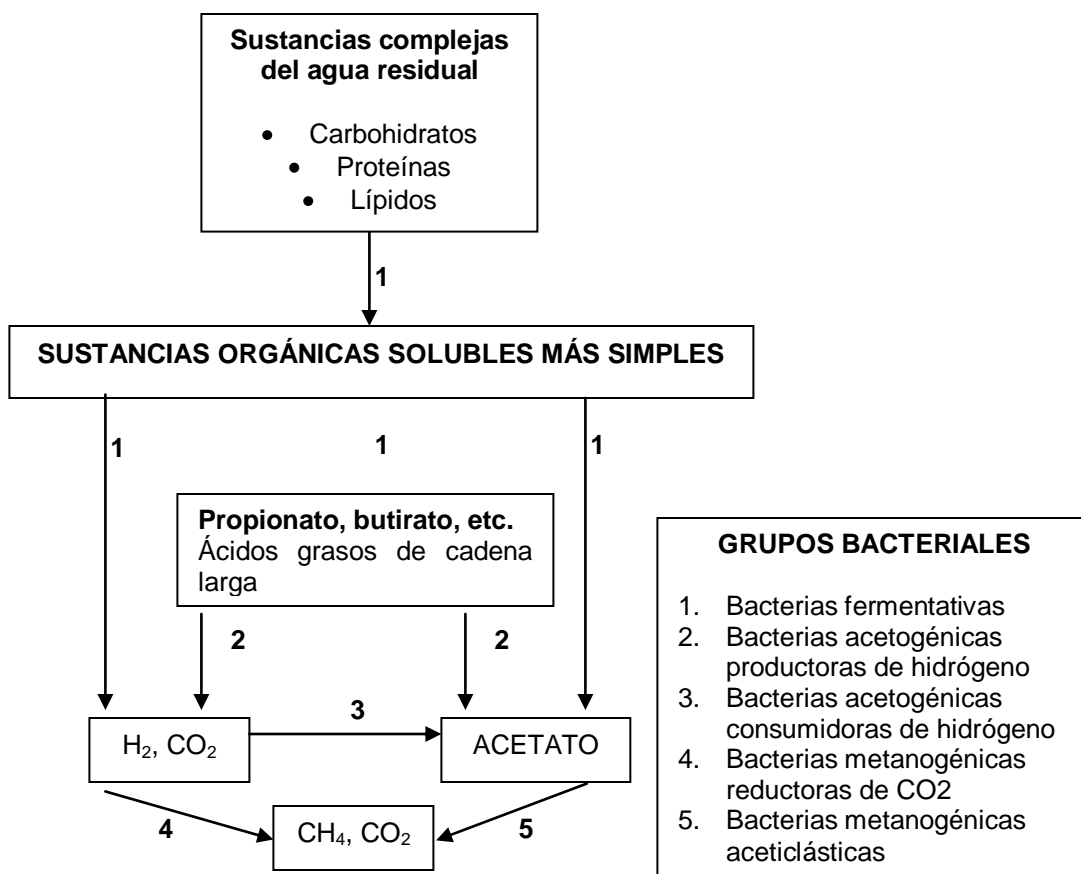 Sustancias complejas
del agua residual
• Carbohidratos
• Proteínas
• Lípidos
1
SUSTANCIAS ORGÁNICAS SOLUBLES MÁS SIMPLES
1
1
1
Propionato, butirato, etc.
Ácidos grasos de cadena
larga
2
2
3
H₂, CO₂
ACETATO
4
5
CH₄, CO₂
GRUPOS BACTERIALES
1. Bacterias fermentativas
2. Bacterias acetogénicas
productoras de hidrógeno
3. Bacterias acetogénicas
consumidoras de hidrógeno
4. Bacterias metanogénicas
reductoras de CO2
5. Bacterias metanogénicas
aceticlásticas